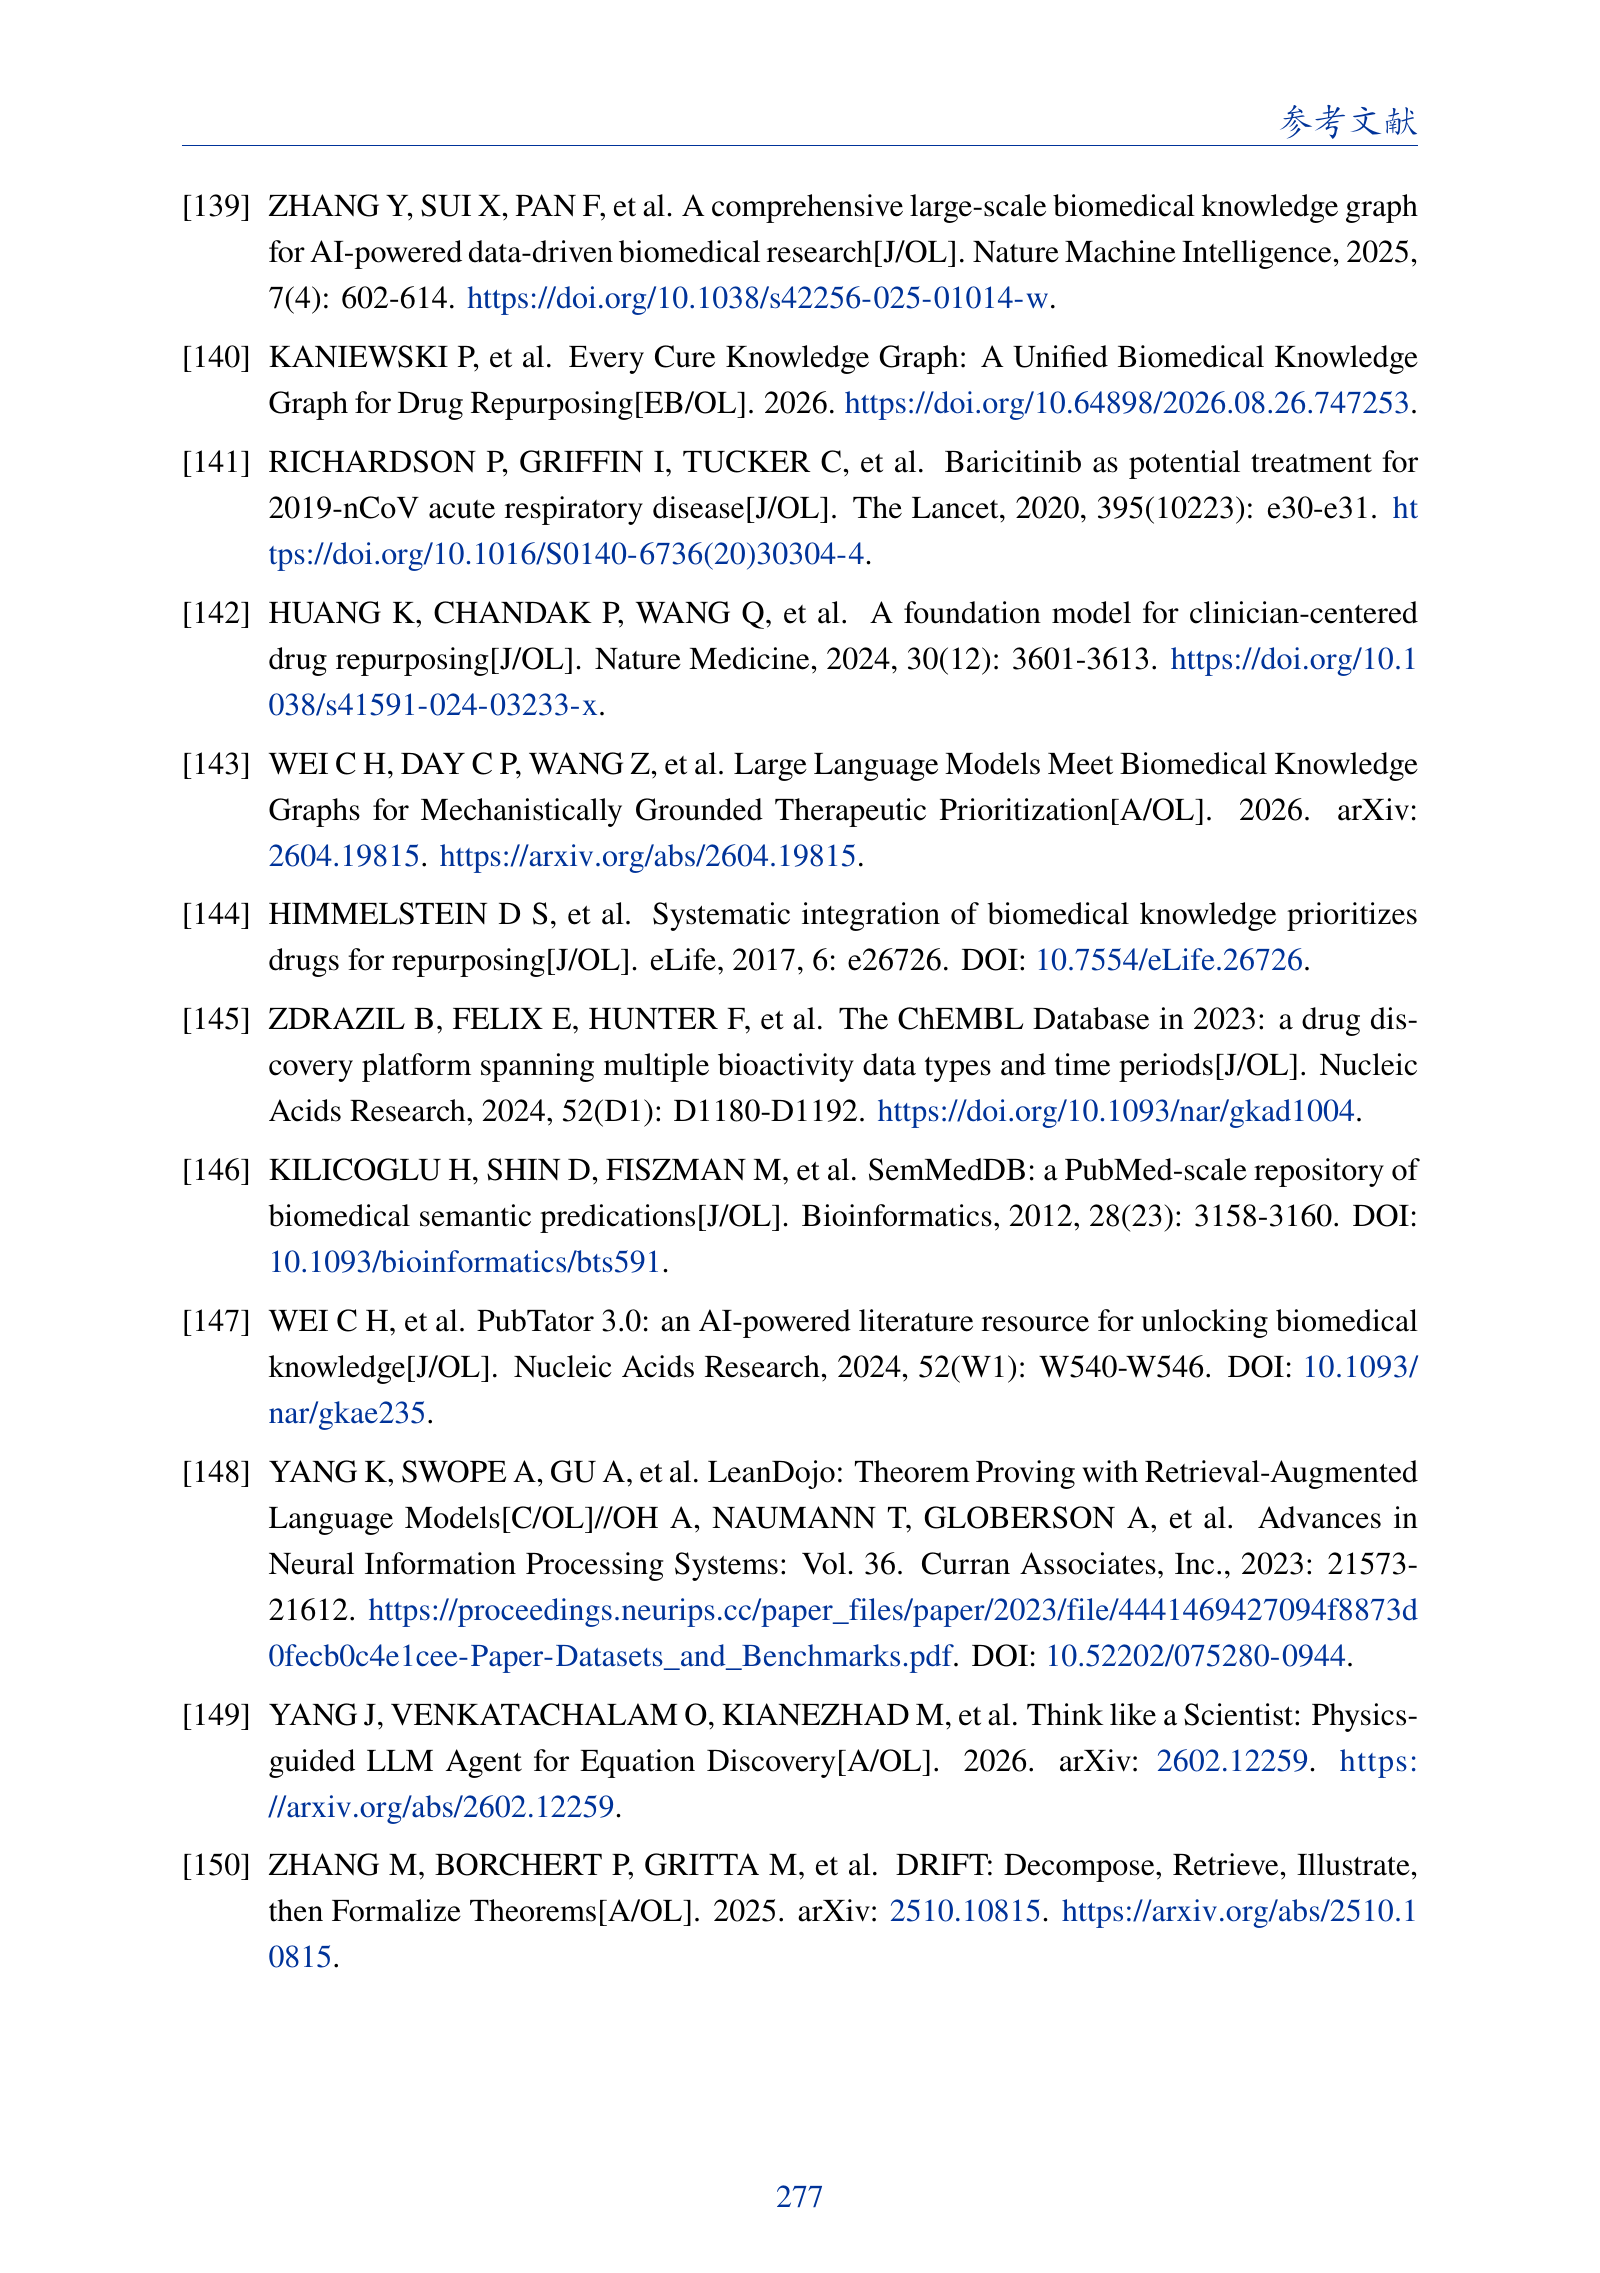 参考文献
[139] ZHANG Y, SUI X, PAN F, et al. A comprehensive large-scale biomedical knowledge graph
for AI-powered data-driven biomedical research[J/OL]. Nature Machine Intelligence, 2025,
7(4): 602-614. https://doi.org/10.1038/s42256-025-01014-w.
[140] KANIEWSKI P, et al. Every Cure Knowledge Graph: A Unified Biomedical Knowledge
Graph for Drug Repurposing[EB/OL]. 2026. https://doi.org/10.64898/2026.08.26.747253.
[141] RICHARDSON P, GRIFFIN I, TUCKER C, et al. Baricitinib as potential treatment for
2019-nCoV acute respiratory disease[J/OL]. The Lancet, 2020, 395(10223): e30-e31. ht
tps://doi.org/10.1016/S0140-6736(20)30304-4.
[142] HUANG K, CHANDAK P, WANG Q, et al. A foundation model for clinician-centered
drug repurposing[J/OL]. Nature Medicine, 2024, 30(12): 3601-3613. https://doi.org/10.1
038/s41591-024-03233-x.
[143] WEI C H, DAY C P, WANG Z, et al. Large Language Models Meet Biomedical Knowledge
Graphs for Mechanistically Grounded Therapeutic Prioritization[A/OL]. 2026. arXiv:
2604.19815. https://arxiv.org/abs/2604.19815.
[144] HIMMELSTEIN D S, et al. Systematic integration of biomedical knowledge prioritizes
drugs for repurposing[J/OL]. eLife, 2017, 6: e26726. DOI: 10.7554/eLife.26726.
[145] ZDRAZIL B, FELIX E, HUNTER F, et al. The ChEMBL Database in 2023: a drug dis-
covery platform spanning multiple bioactivity data types and time periods[J/OL]. Nucleic
Acids Research, 2024, 52(D1): D1180-D1192. https://doi.org/10.1093/nar/gkad1004.
[146] KILICOGLU H, SHIN D, FISZMAN M, et al. SemMedDB: a PubMed-scale repository of
biomedical semantic predications[J/OL]. Bioinformatics, 2012, 28(23): 3158-3160. DOI:
10.1093/bioinformatics/bts591.
[147] WEI C H, et al. PubTator 3.0: an AI-powered literature resource for unlocking biomedical
knowledge[J/OL]. Nucleic Acids Research, 2024, 52(W1): W540-W546. DOI: 10.1093/
nar/gkae235.
[148] YANG K, SWOPE A, GU A, et al. LeanDojo: Theorem Proving with Retrieval-Augmented
Language Models[C/OL]//OH A, NAUMANN T, GLOBERSON A, et al. Advances in
Neural Information Processing Systems: Vol. 36. Curran Associates, Inc., 2023: 21573-
21612. https://proceedings.neurips.cc/paper_files/paper/2023/file/4441469427094f8873d
0fecb0c4e1cee-Paper-Datasets_and_Benchmarks.pdf. DOI: 10.52202/075280-0944.
[149] YANG J, VENKATACHALAM O, KIANEZHAD M, et al. Think like a Scientist: Physics-
guided LLM Agent for Equation Discovery[A/OL]. 2026. arXiv: 2602.12259. https:
//arxiv.org/abs/2602.12259.
[150] ZHANG M, BORCHERT P, GRITTA M, et al. DRIFT: Decompose, Retrieve, Illustrate,
then Formalize Theorems[A/OL]. 2025. arXiv: 2510.10815. https://arxiv.org/abs/2510.1
0815.
277